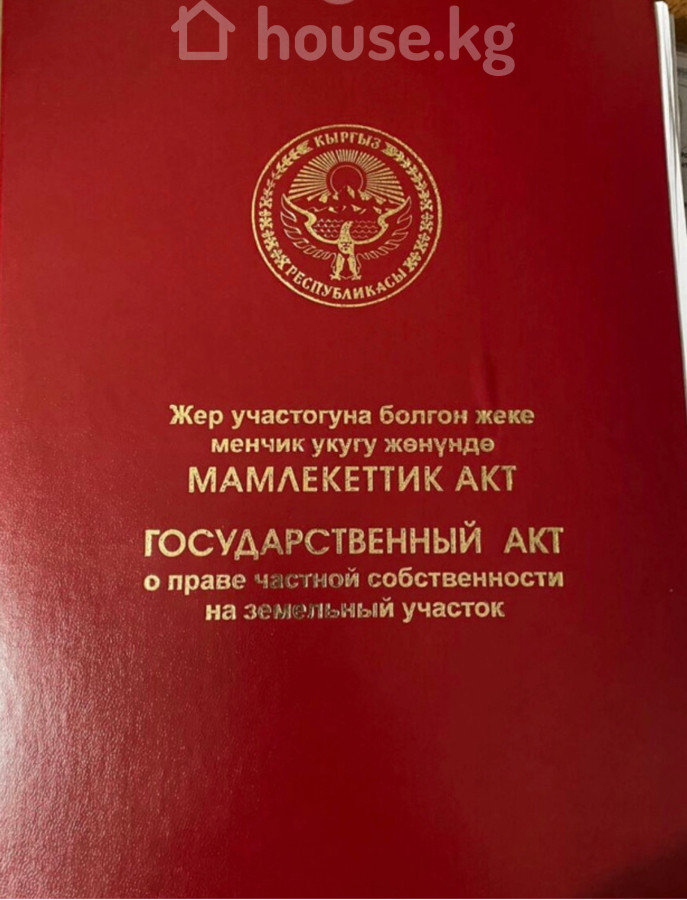 house.kg
КЫРГЫЗ
РЕСПУБЛИКАСЫ
Жер участогуна болгон жеке
менчик укугу жөнүндө
МАМЛЕКЕТТИК АКТ
ГОСУДАРСТВЕННЫЙ АКТ
о праве частной собственности
на земельный участок